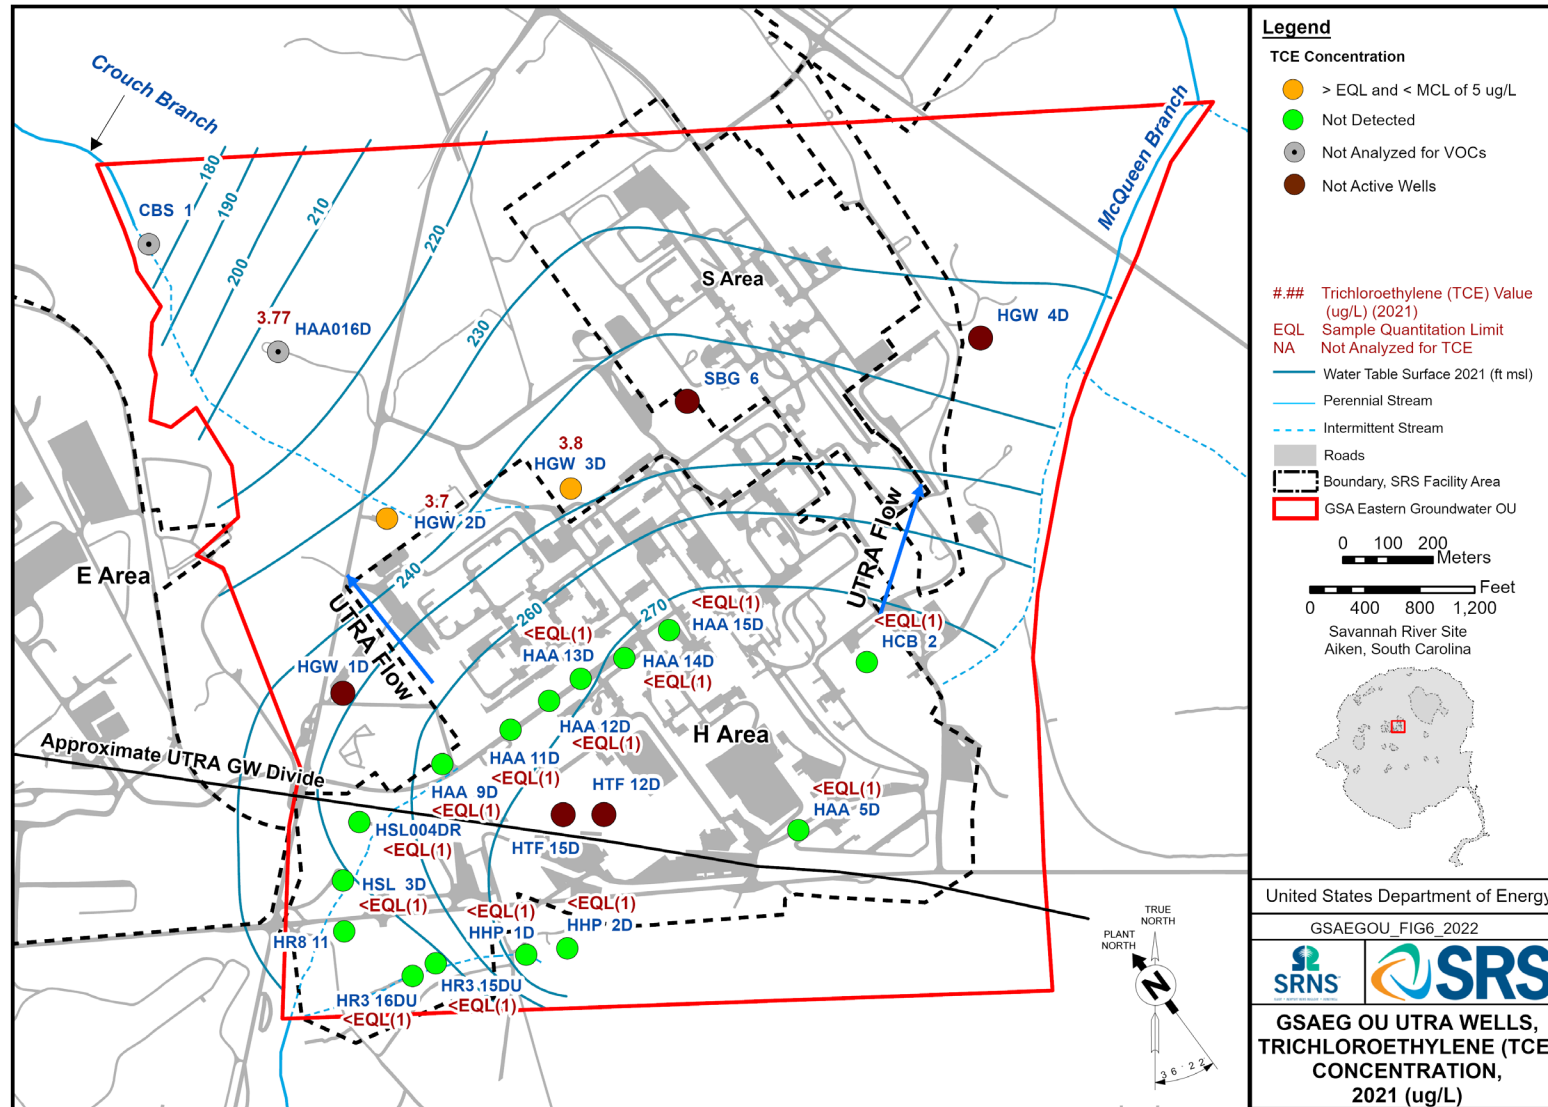 Crouch Branch
McQueen Branch
CBS 1
180
190
200
210
220
230
240
260
270
3.77
HAA016D
S Area
HGW 4D
SBG 6
3.8
HGW 3D
3.7
HGW 2D
E Area
UTRA Flow
UTRA Flow
<EQL(1)
HAA 15D
<EQL(1)
HCB 2
<EQL(1)
HAA 13D
HAA 14D
<EQL(1)
HGW 1D
HAA 12D
<EQL(1)
H Area
Approximate UTRA GW Divide
HAA 11D
<EQL(1)
HTF 12D
HAA 9D
<EQL(1)
<EQL(1)
HAA 5D
HSL004DR
<EQL(1)
HTF 15D
HSL 3D
<EQL(1)
<EQL(1)
HHP 1D
<EQL(1)
HHP 2D
HR8 11
HR3 15DU
<EQL(1)
HR3 16DU
<EQL(1)
TRUE
NORTH
PLANT
NORTH
N
36°22'
Legend
TCE Concentration
> EQL and < MCL of 5 ug/L
Not Detected
Not Analyzed for VOCs
Not Active Wells
#.## Trichloroethylene (TCE) Value
(ug/L) (2021)
EQL Sample Quantitation Limit
NA Not Analyzed for TCE
Water Table Surface 2021 (ft msl)
Perennial Stream
Intermittent Stream
Roads
Boundary, SRS Facility Area
GSA Eastern Groundwater OU
0 100 200
Meters
Feet
0 400 800 1,200
Savannah River Site
Aiken, South Carolina
United States Department of Energy
GSAEGOU_FIG6_2022
SRNS
SRS
GSAEG OU UTRA WELLS,
TRICHLOROETHYLENE (TCE
CONCENTRATION,
2021 (ug/L)